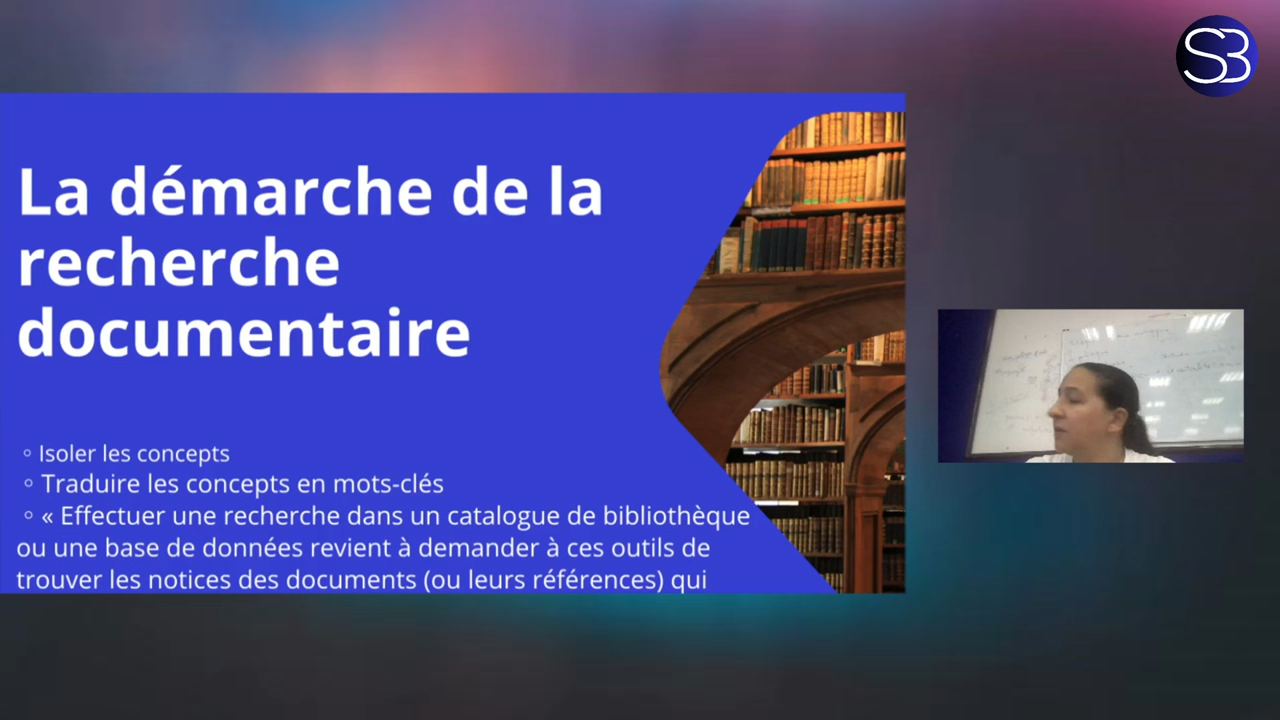 SB
La démarche de la
recherche
documentaire
◦ Isoler les concepts
◦ Traduire les concepts en mots-clés
◦ « Effectuer une recherche dans un catalogue de bibliothèque
ou une base de données revient à demander à ces outils de
trouver les notices des documents (ou leurs références) qui